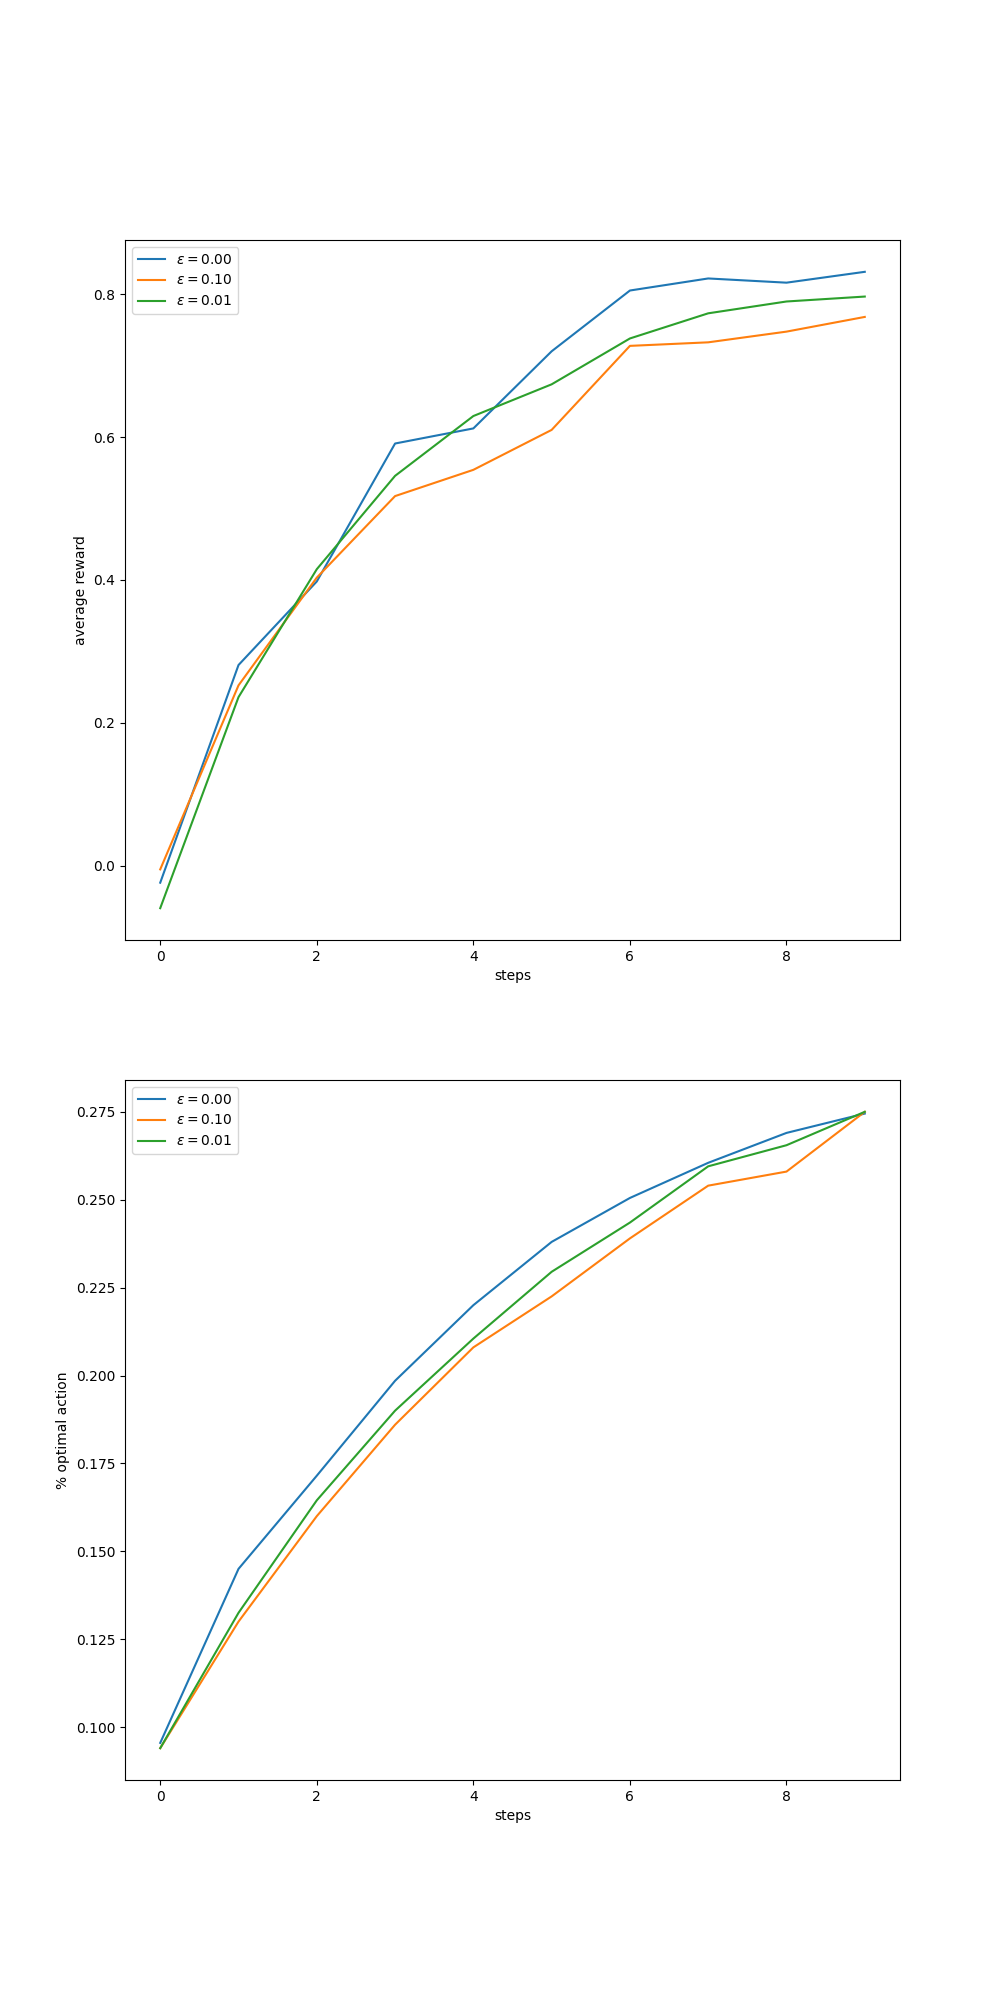 ε = 0.00
ε = 0.10
ε = 0.01
0.8
0.6
0.4
0.2
0.0
average reward
0 2 4 6 8
steps
ε = 0.00
ε = 0.10
ε = 0.01
0.275
0.250
0.225
0.200
0.175
0.150
0.125
0.100
% optimal action
0 2 4 6 8
steps